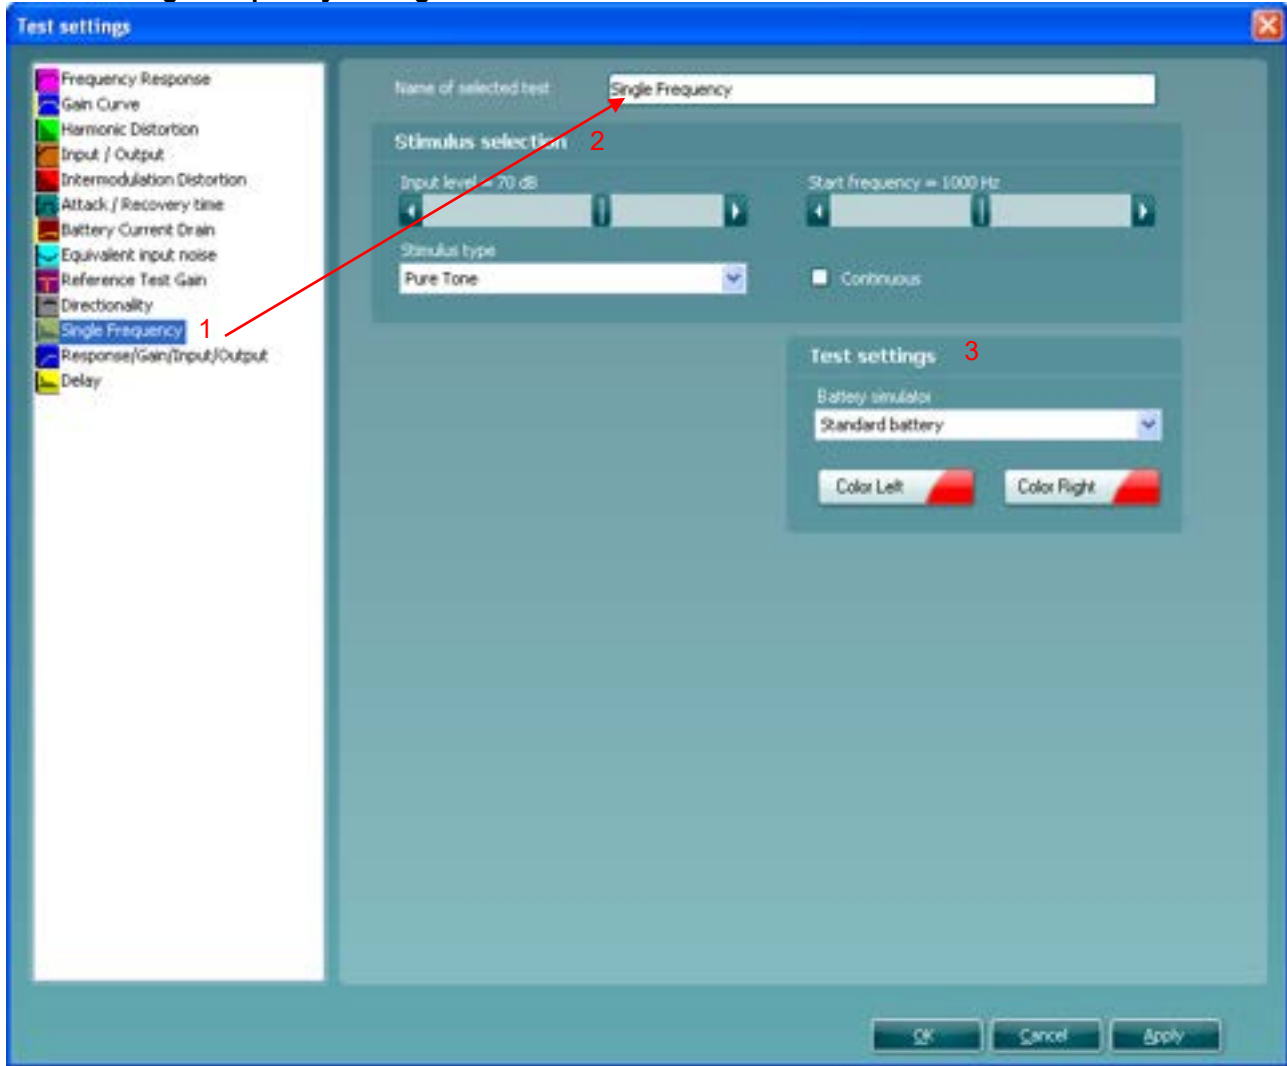 Test settings
Frequency Response
Gain Curve
Harmonic Distortion
Input / Output
Intermodulation Distortion
Attack / Recovery time
Battery Current Drain
Equivalent input noise
Reference Test Gain
Directionality
Single Frequency 1
Response/Gain/Input/Output
Delay
Name of selected test Single Frequency
Stimulus selection 2
Input level = 70 dB Start frequency = 1000 Hz
Stimulus type
Pure Tone Continuous
Test settings 3
Battery simulator
Standard battery
Color Left Color Right
OK Cancel Apply